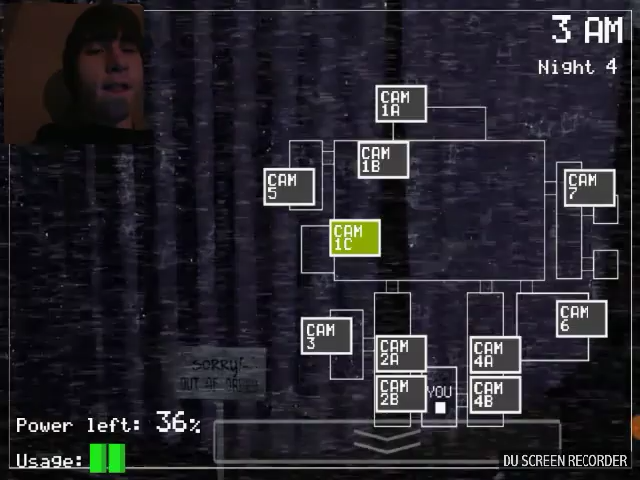 3 AM
Night 4
CAM
1A
CAM
1B
CAM
5
CAM
7
CAM
1C
CAM
6
CAM
3
CAM
2A
CAM
4A
CAM
2B
YOU
CAM
4B
SORRY!
OUT OF ORDER
Power left: 36%
Usage:
DU SCREEN RECORDER